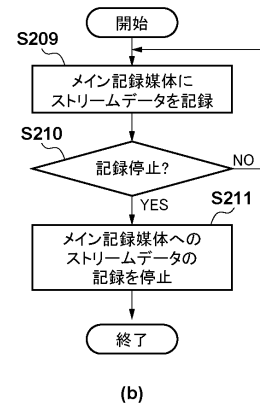 開始
S209
メイン記録媒体に
ストリームデータを記録
S210
記録停止?
NO
YES
S211
メイン記録媒体への
ストリームデータの
記録を停止
終了
(b)